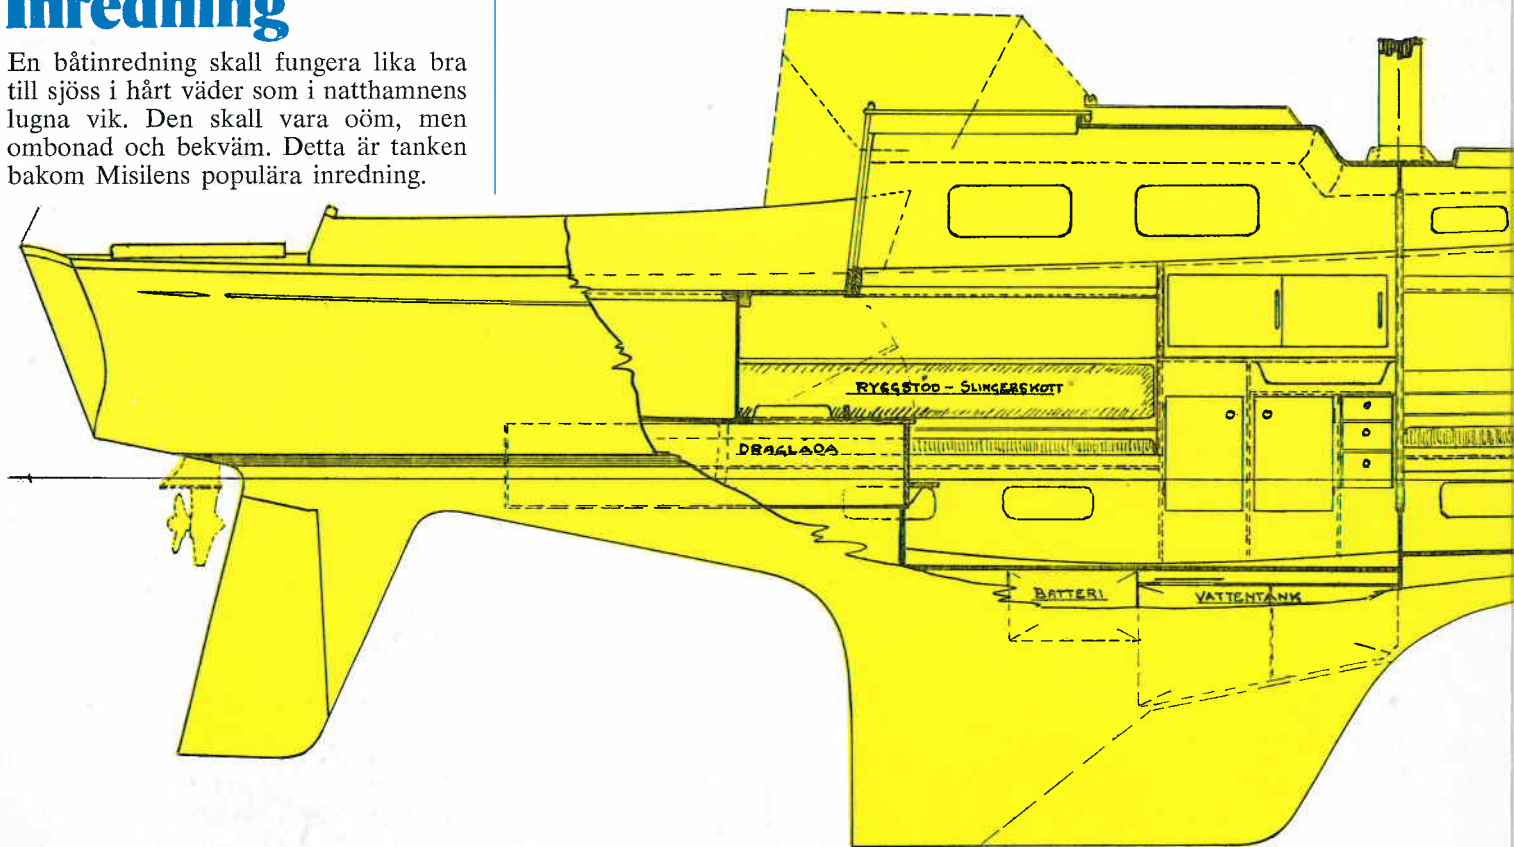 Inredning
En båtinredning skall fungera lika bra
till sjöss i hårt väder som i natthamnens
lugna vik. Den skall vara oöm, men
ombonad och bekväm. Detta är tanken
bakom Misilens populära inredning.
RYGGSTÖD - SLINGERSKOTT
DRAGLÅDA
BATTERI
VATTENTANK